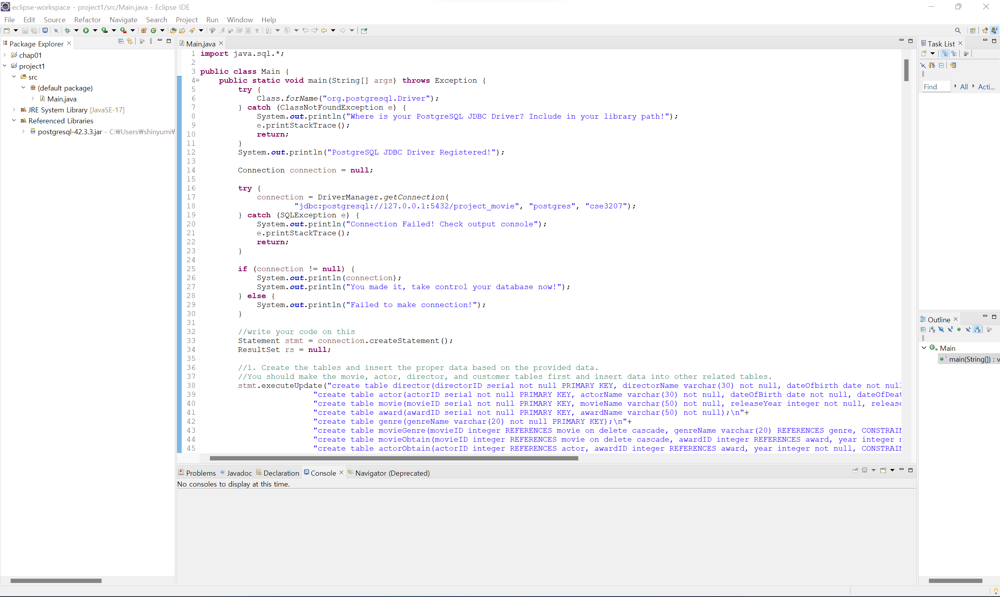 eclipse-workspace - project1/src/Main.java - Eclipse IDE
File Edit Source Refactor Navigate Search Project Run Window Help
Package Explorer
chap01
project1
src
(default package)
Main.java
JRE System Library [JavaSE-17]
Referenced Libraries
postgresql-42.3.3.jar - C:₩Users₩shinyumi₩
Main.java
1 import java.sql.*;
2
3 public class Main {
4 public static void main(String[] args) throws Exception {
5 try {
6 Class.forName("org.postgresql.Driver");
7 } catch (ClassNotFoundException e) {
8 System.out.println("Where is your PostgreSQL JDBC Driver? Include in your library path!");
9 e.printStackTrace();
10 return;
11 }
12 System.out.println("PostgreSQL JDBC Driver Registered!");
13
14 Connection connection = null;
15
16 try {
17 connection = DriverManager.getConnection(
18 "jdbc:postgresql://127.0.0.1:5432/project_movie", "postgres", "cse3207");
19 } catch (SQLException e) {
20 System.out.println("Connection Failed! Check output console");
21 e.printStackTrace();
22 return;
23 }
24
25 if (connection != null) {
26 System.out.println(connection);
27 System.out.println("You made it, take control your database now!");
28 } else {
29 System.out.println("Failed to make connection!");
30 }
31
32 //write your code on this
33 Statement stmt = connection.createStatement();
34 ResultSet rs = null;
35
36 //1. Create the tables and insert the proper data based on the provided data.
37 //You should make the movie, actor, director, and customer tables first and insert data into other related tables.
38 stmt.executeUpdate("create table director(directorID serial not null PRIMARY KEY, directorName varchar(30) not null, dateOfbirth date not nul
39 "create table actor(actorID serial not null PRIMARY KEY, actorName varchar(30) not null, dateOfBirth date not null, dateOfDeat
40 "create table movie(movieID serial not null PRIMARY KEY, movieName varchar(50) not null, releaseYear integer not null, release
41 "create table award(awardID serial not null PRIMARY KEY, awardName varchar(50) not null);\n"+
42 "create table genre(genreName varchar(20) not null PRIMARY KEY);\n"+
43 "create table movieGenre(movieID integer REFERENCES movie on delete cascade, genreName varchar(20) REFERENCES genre, CONSTRAIN
44 "create table movieObtain(movieID integer REFERENCES movie on delete cascade, awardID integer REFERENCES award, year integer
45 "create table actorObtain(actorID integer REFERENCES actor, awardID integer REFERENCES award, year integer not null, CONSTRAIN
Problems Javadoc Declaration Console Navigator (Deprecated)
No consoles to display at this time.
Task List
Find All Acti...
Outline
Main
main(String[]) : v